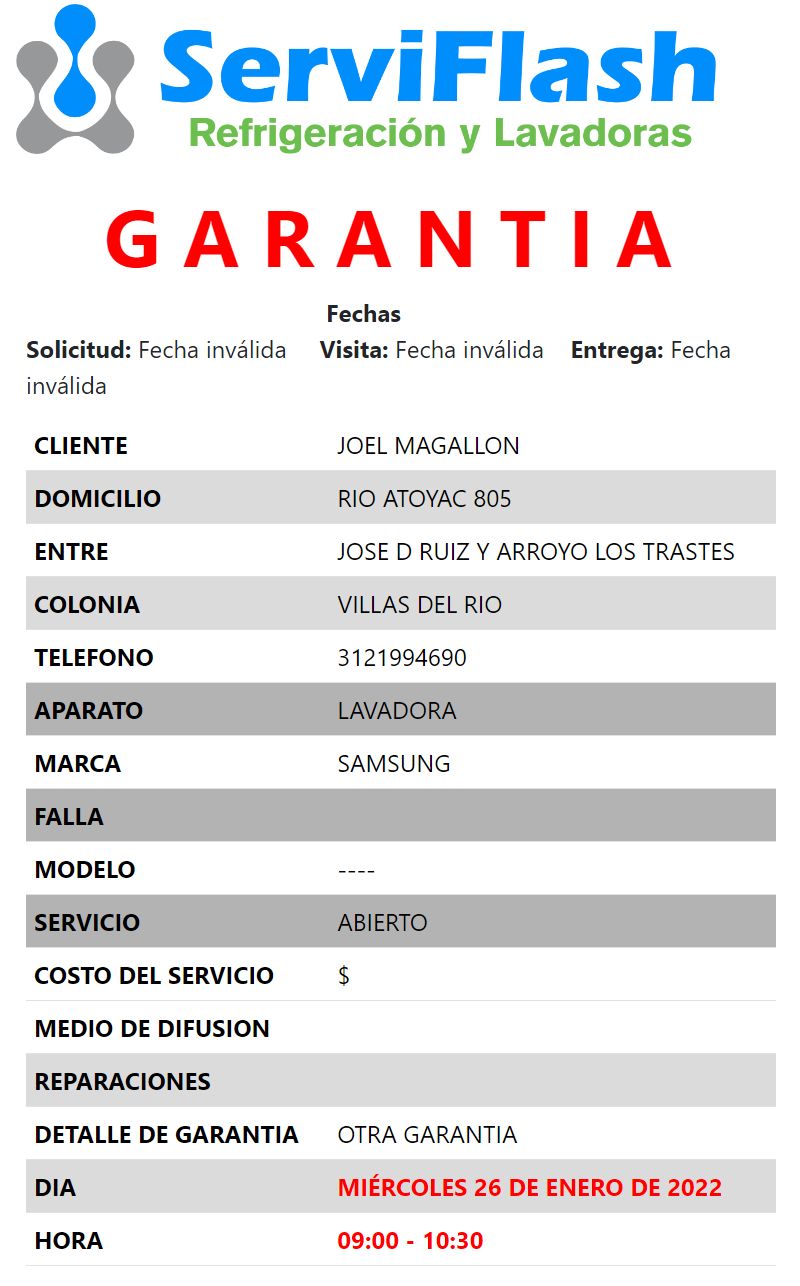 ServiFlash
Refrigeración y Lavadoras
GARANTIA
Fechas
Solicitud: Fecha inválida Visita: Fecha inválida Entrega: Fecha
inválida
CLIENTE JOEL MAGALLON
DOMICILIO RIO ATOYAC 805
ENTRE JOSE D RUIZ Y ARROYO LOS TRASTES
COLONIA VILLAS DEL RIO
TELEFONO 3121994690
APARATO LAVADORA
MARCA SAMSUNG
FALLA
MODELO ----
SERVICIO ABIERTO
COSTO DEL SERVICIO $
MEDIO DE DIFUSION
REPARACIONES
DETALLE DE GARANTIA OTRA GARANTIA
DIA MIÉRCOLES 26 DE ENERO DE 2022
HORA 09:00 - 10:30